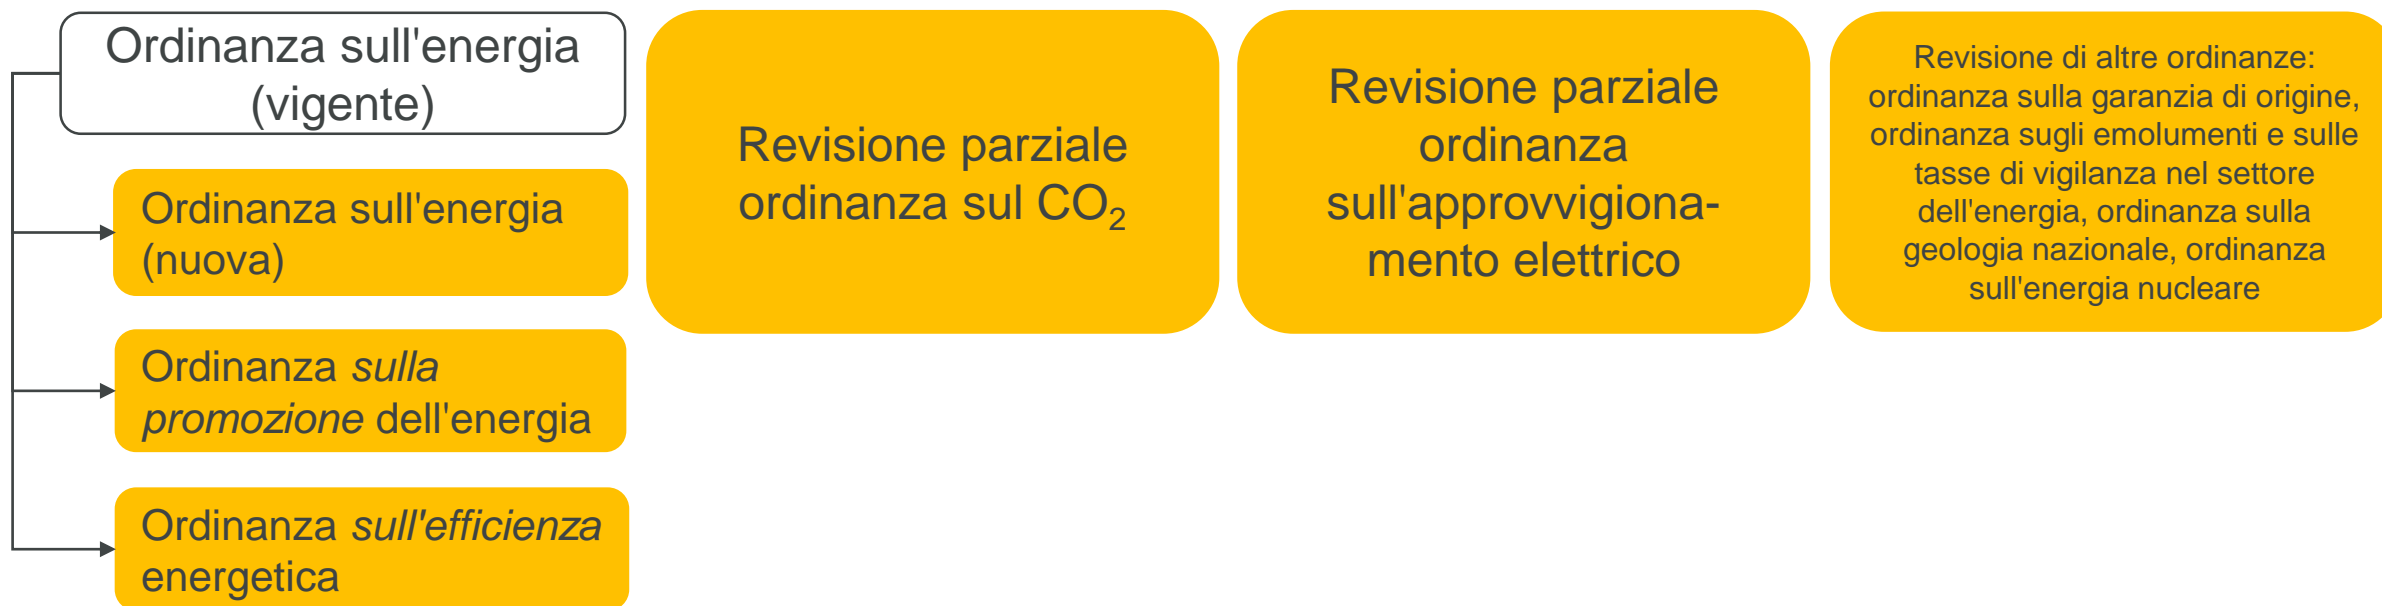 Ordinanza sull'energia
(vigente)
Ordinanza sull'energia
(nuova)
Ordinanza sulla
promozione dell'energia
Ordinanza sull'efficienza
energetica
Revisione parziale
ordinanza sul CO₂
Revisione parziale
ordinanza
sull'approvvigiona-
mento elettrico
Revisione di altre ordinanze:
ordinanza sulla garanzia di origine,
ordinanza sugli emolumenti e sulle
tasse di vigilanza nel settore
dell'energia, ordinanza sulla
geologia nazionale, ordinanza
sull'energia nucleare